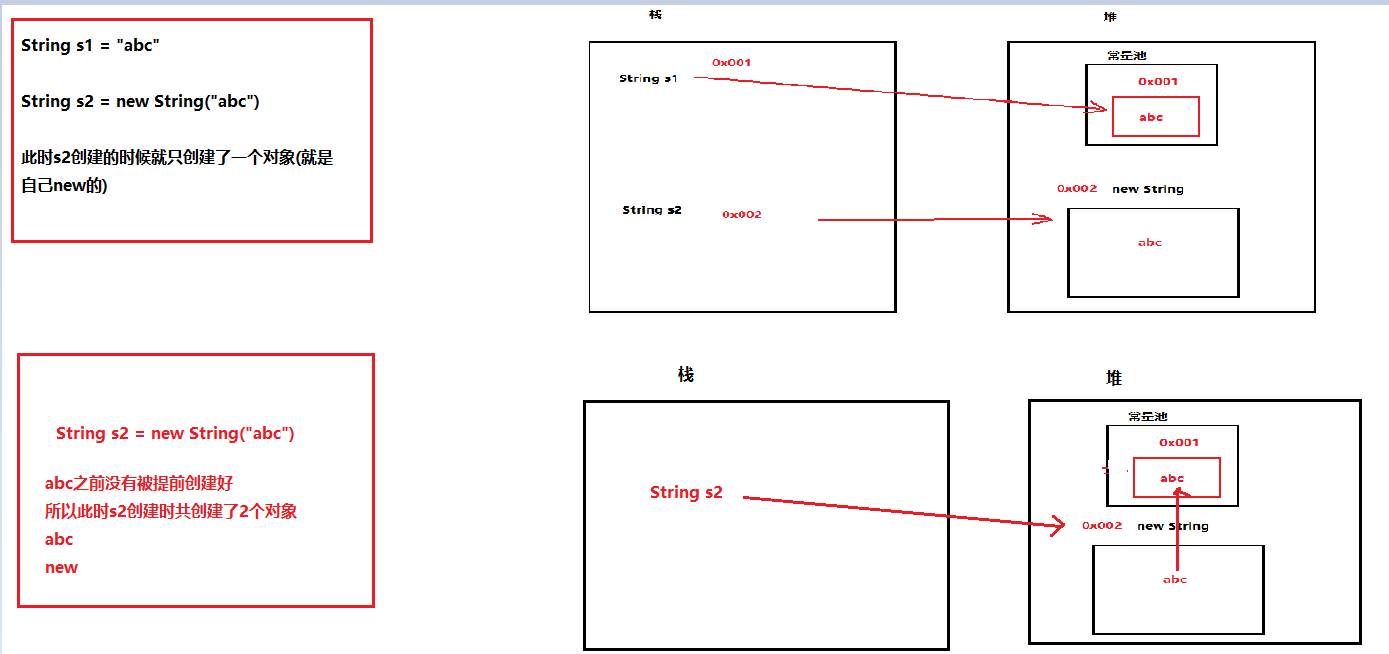 String s1 = "abc"
String s2 = new String("abc")
此时s2创建的时候就只创建了一个对象(就是
自己new的)
栈
0x001
String s1
String s2
0x002
堆
常量池
0x001
abc
0x002 new String
abc
String s2 = new String("abc")
abc之前没有被提前创建好
所以此时s2创建时共创建了2个对象
abc
new
栈
String s2
堆
常量池
0x001
abc
0x002 new String
abc